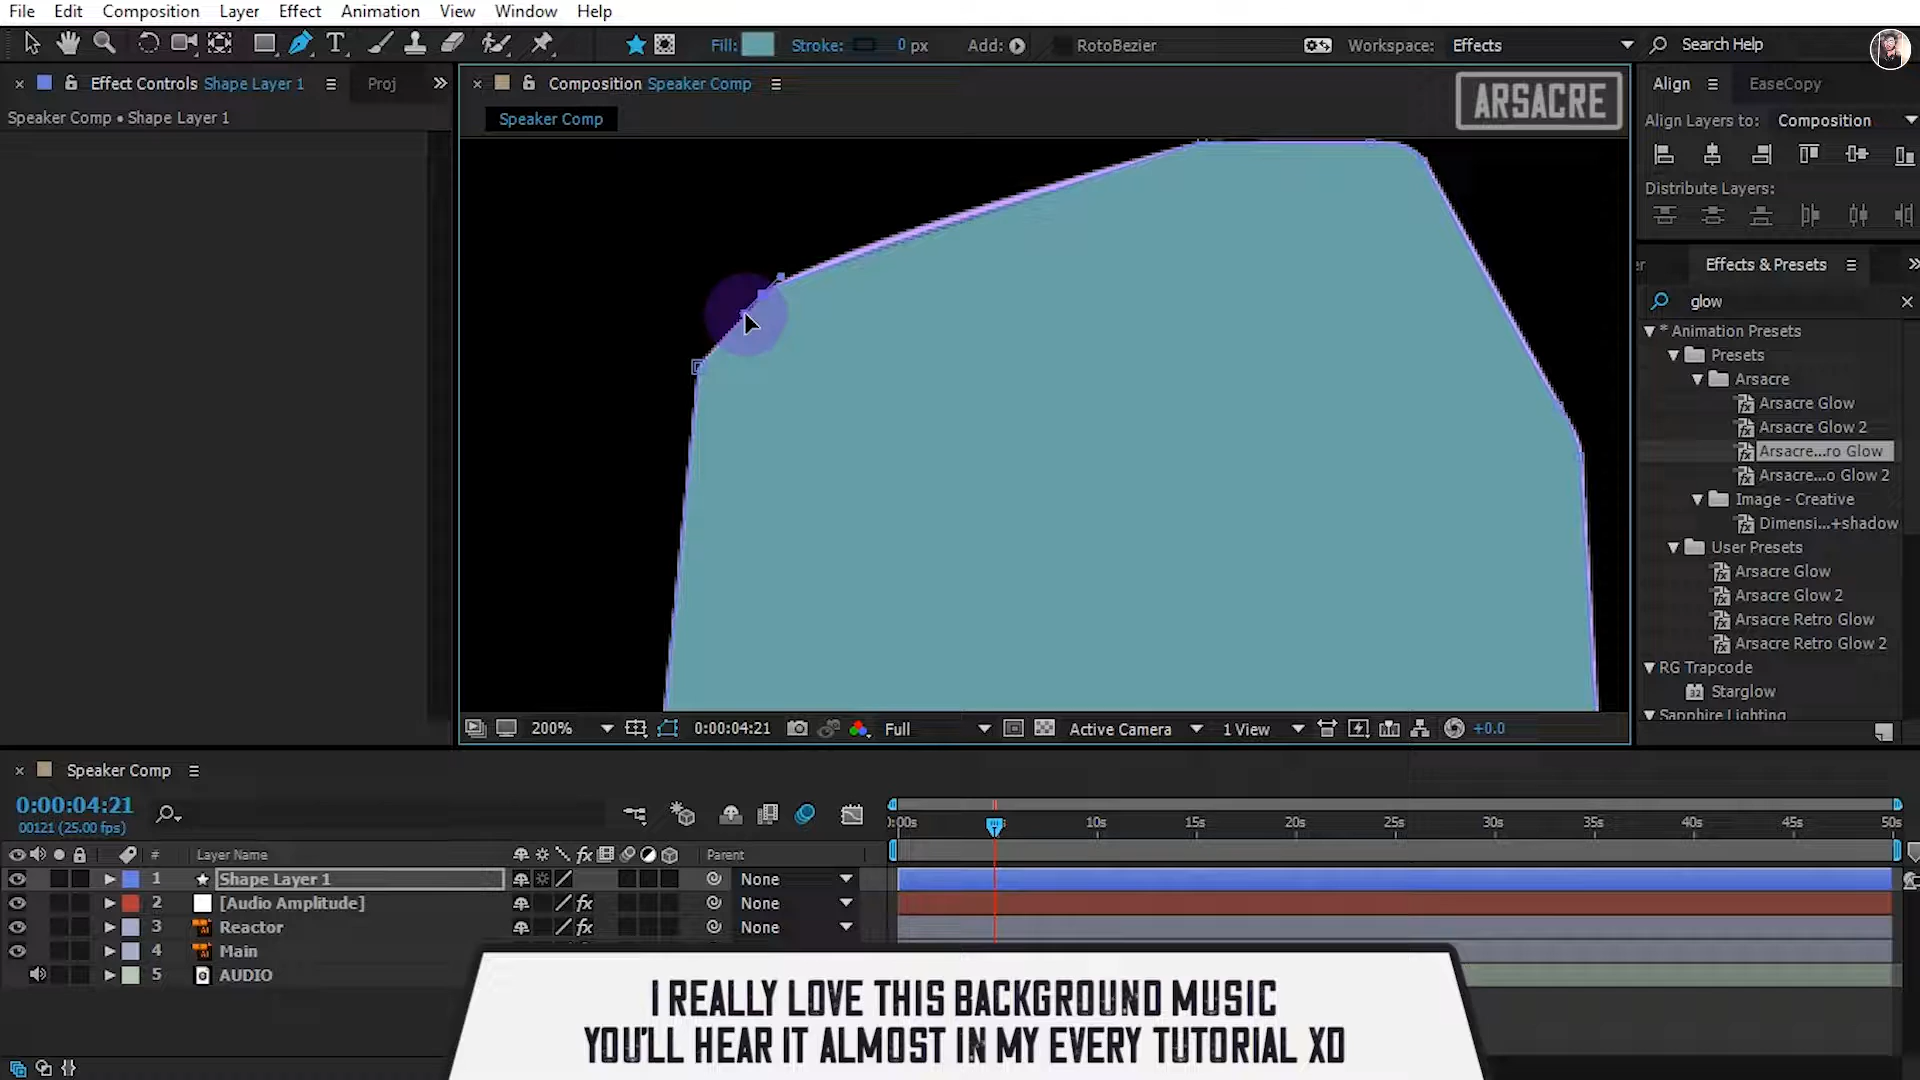 File Edit Composition Layer Effect Animation View Window Help
Fill: Stroke: 0 px Add: RotoBezier Workspace: Effects Search Help
Effect Controls Shape Layer 1 Proj
Composition Speaker Comp
ARSACRE
Align EaseCopy
Speaker Comp • Shape Layer 1
Speaker Comp
Align Layers to: Composition
Distribute Layers:
Effects & Presets
glow
* Animation Presets
Presets
Arsacre
Arsacre Glow
Arsacre Glow 2
Arsacre...ro Glow
Arsacre...o Glow 2
Image - Creative
Dimensi...+shadow
User Presets
Arsacre Glow
Arsacre Glow 2
Arsacre Retro Glow
Arsacre Retro Glow 2
RG Trapcode
32 Starglow
Sapphire Lighting
200% 0:00:04:21 Full Active Camera 1 View +0.0
Speaker Comp
0:00:04:21
00121 (25.00 fps)
:00s 10s 15s 20s 25s 30s 35s 40s 45s 50s
# Layer Name fx Parent
1 Shape Layer 1 None
2 [Audio Amplitude] fx None
3 Reactor fx None
4 Main
5 AUDIO
I REALLY LOVE THIS BACKGROUND MUSIC
YOU'LL HEAR IT ALMOST IN MY EVERY TUTORIAL XD